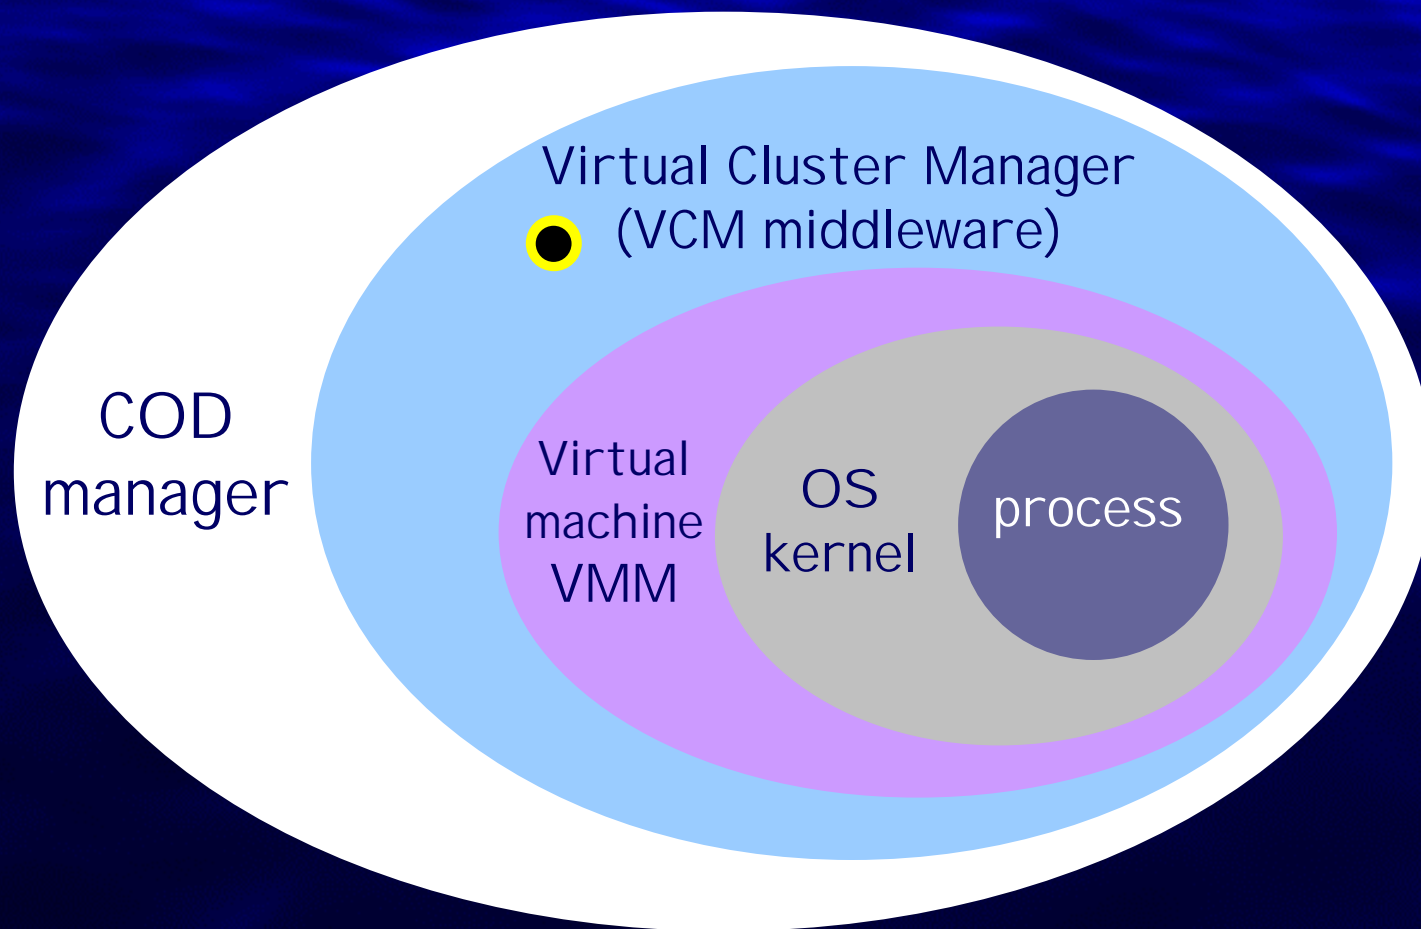 Virtual Cluster Manager
(VCM middleware)
COD
manager
Virtual
machine
VMM
OS
kernel
process